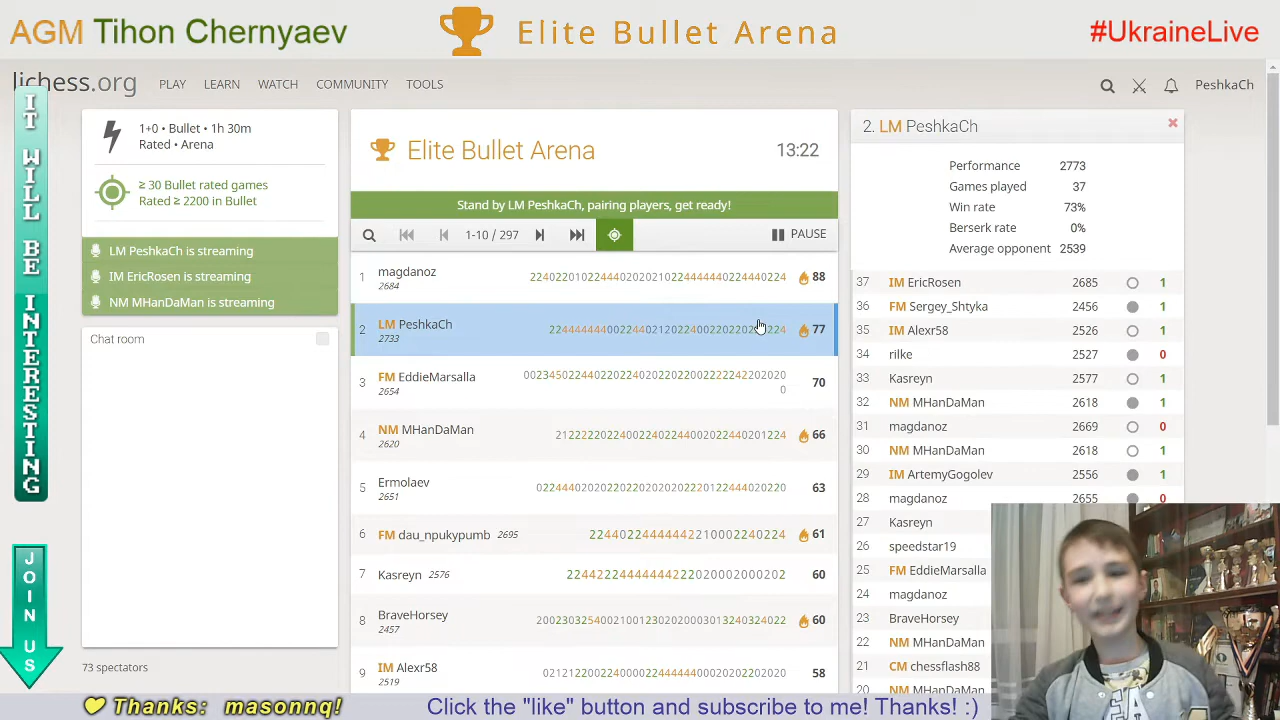 AGM Tihon Chernyaev
Elite Bullet Arena
#UkraineLive
lichess.org
PLAY LEARN WATCH COMMUNITY TOOLS
PeshkaCh
IT WILL BE INTERESTING
JOIN US
1+0 • Bullet • 1h 30m
Rated • Arena
≥ 30 Bullet rated games
Rated ≥ 2200 in Bullet
LM PeshkaCh is streaming
IM EricRosen is streaming
NM MHanDaMan is streaming
Chat room
73 spectators
Elite Bullet Arena 13:22
Stand by LM PeshkaCh, pairing players, get ready!
1-10 / 297 PAUSE
1 magdanoz 88
2684
2 LM PeshkaCh 77
2733
3 FM EddieMarsalla 70
2654
4 NM MHanDaMan 66
2620
5 Ermolaev 63
2651
6 FM dau_npukypumb 2695 61
7 Kasreyn 2576 60
8 BraveHorsey 60
2457
9 IM Alexr58 58
2519
2. LM PeshkaCh
Performance 2773
Games played 37
Win rate 73%
Berserk rate 0%
Average opponent 2539
37 IM EricRosen 2685 1
36 FM Sergey_Shtyka 2456 1
35 IM Alexr58 2526 1
34 rilke 2527 0
33 Kasreyn 2577 1
32 NM MHanDaMan 2618 1
31 magdanoz 2669 0
30 NM MHanDaMan 2618 1
29 IM ArtemyGogolev 2556 1
28 magdanoz 2655 0
27 Kasreyn
26 speedstar19
25 FM EddieMarsalla
24 magdanoz
23 BraveHorsey
22 NM MHanDaMan
21 CM chessflash88
20 NM MHanDaMan
Thanks: masonnq!
Click the "like" button and subscribe to me! Thanks! :)